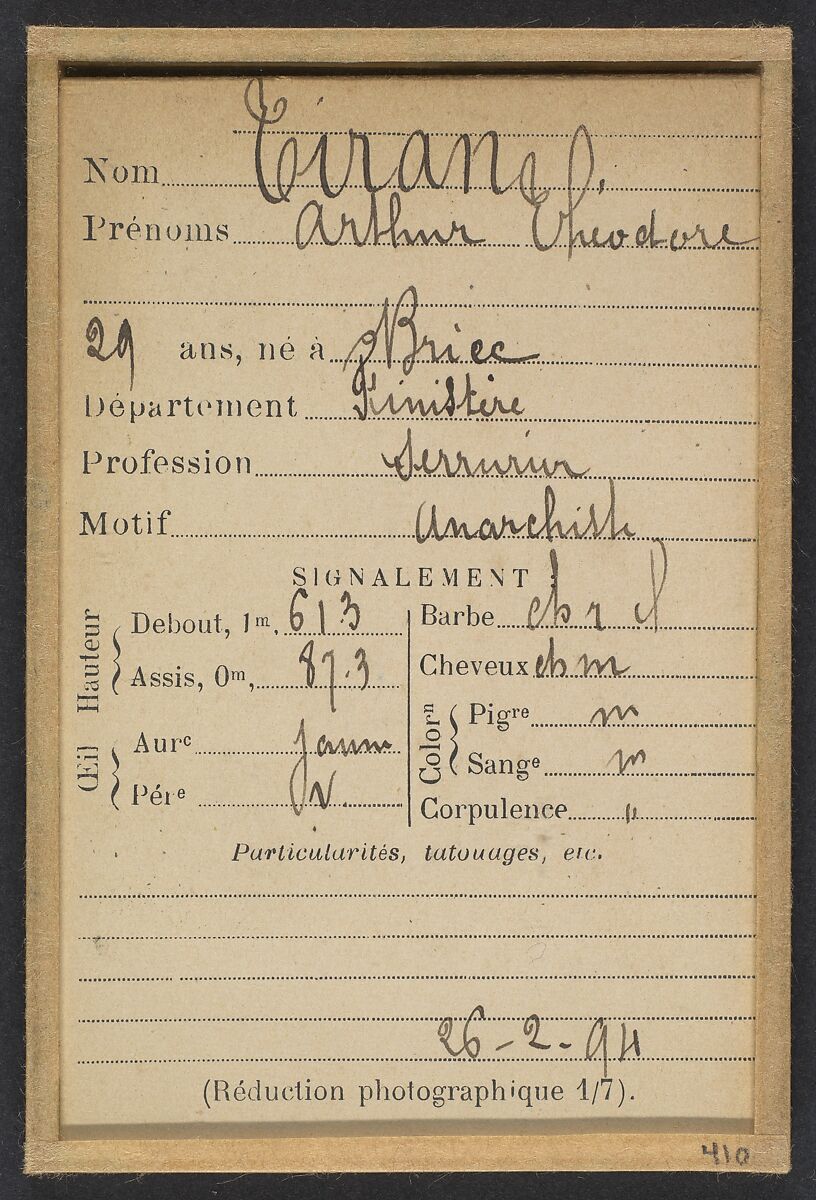 Nom Tirand.
Prénoms Arthur Théodore
29 ans, né à Briec
Département Finistère
Profession Serrurier
Motif Anarchiste
SIGNALEMENT :
Hauteur
Debout, 1m, 61.3
Assis, 0m, 87.3
Œil
Aurc jaune
Pére v.
Barbe ch r
Cheveux ch m
Colorn
Pigre m
Sange m
Corpulence "
Particularités, tatouages, etc.
26-2-94
(Réduction photographique 1/7).
410